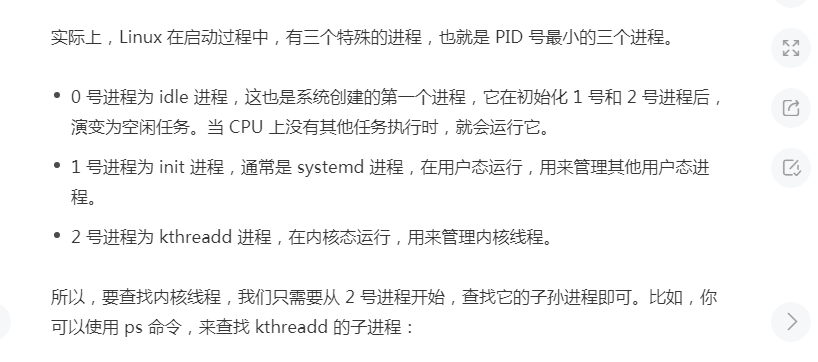 实际上，Linux 在启动过程中，有三个特殊的进程，也就是 PID 号最小的三个进程。
• 0 号进程为 idle 进程，这也是系统创建的第一个进程，它在初始化 1 号和 2 号进程后，
演变为空闲任务。当 CPU 上没有其他任务执行时，就会运行它。
• 1 号进程为 init 进程，通常是 systemd 进程，在用户态运行，用来管理其他用户态进
程。
• 2 号进程为 kthreadd 进程，在内核态运行，用来管理内核线程。
所以，要查找内核线程，我们只需要从 2 号进程开始，查找它的子孙进程即可。比如，你
可以使用 ps 命令，来查找 kthreadd 的子进程：